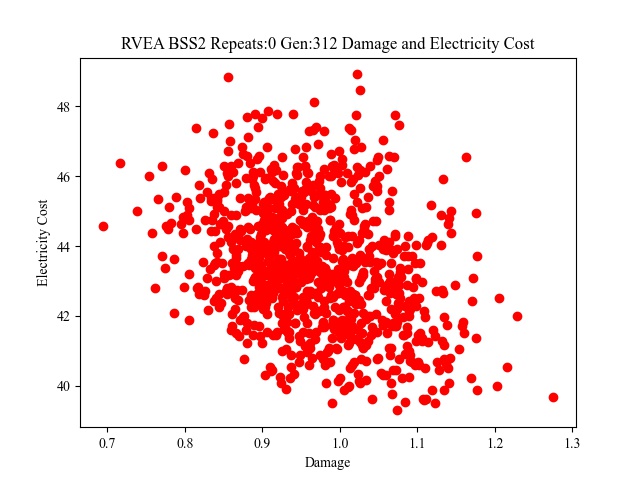 RVEA BSS2 Repeats:0 Gen:312 Damage and Electricity Cost
48
46
44
42
40
Electricity Cost
0.7 0.8 0.9 1.0 1.1 1.2 1.3
Damage